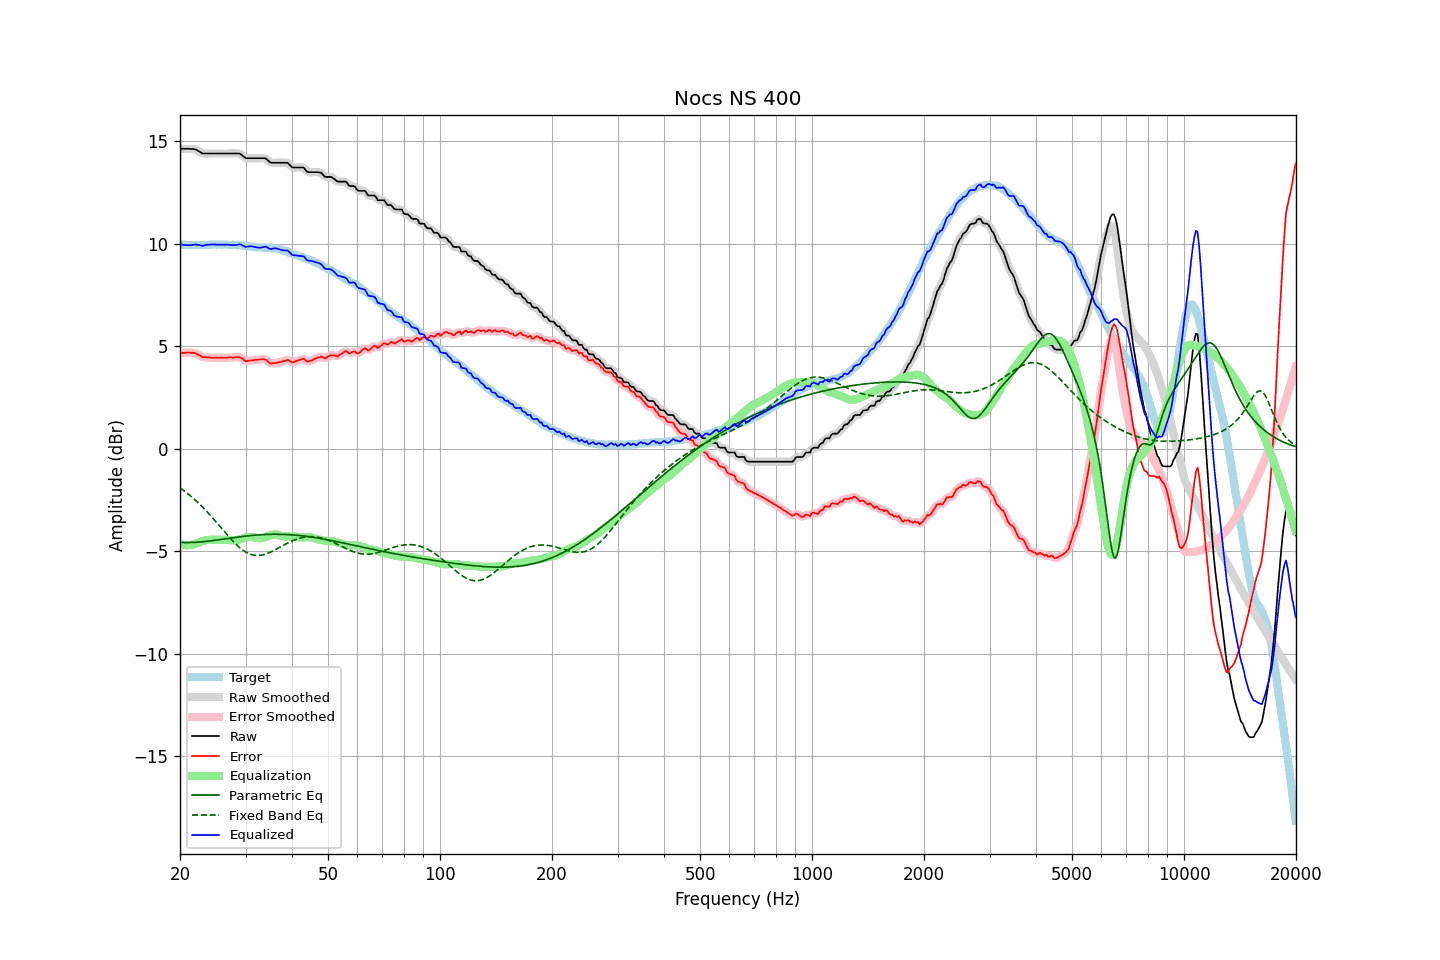 Nocs NS 400
Amplitude (dBr)
15
10
5
0
−5
−10
−15
Target
Raw Smoothed
Error Smoothed
Raw
Error
Equalization
Parametric Eq
Fixed Band Eq
Equalized
20 50 100 200 500 1000 2000 5000 10000 20000
Frequency (Hz)